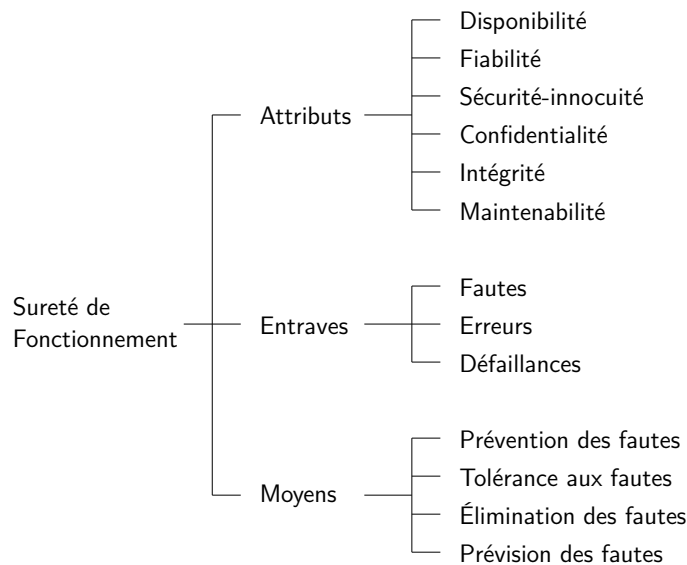 Disponibilité
Fiabilité
Sécurité-innocuité
Attributs
Confidentialité
Intégrité
Maintenabilité
Sureté de
Fonctionnement
Fautes
Entraves
Erreurs
Défaillances
Prévention des fautes
Tolérance aux fautes
Moyens
Élimination des fautes
Prévision des fautes